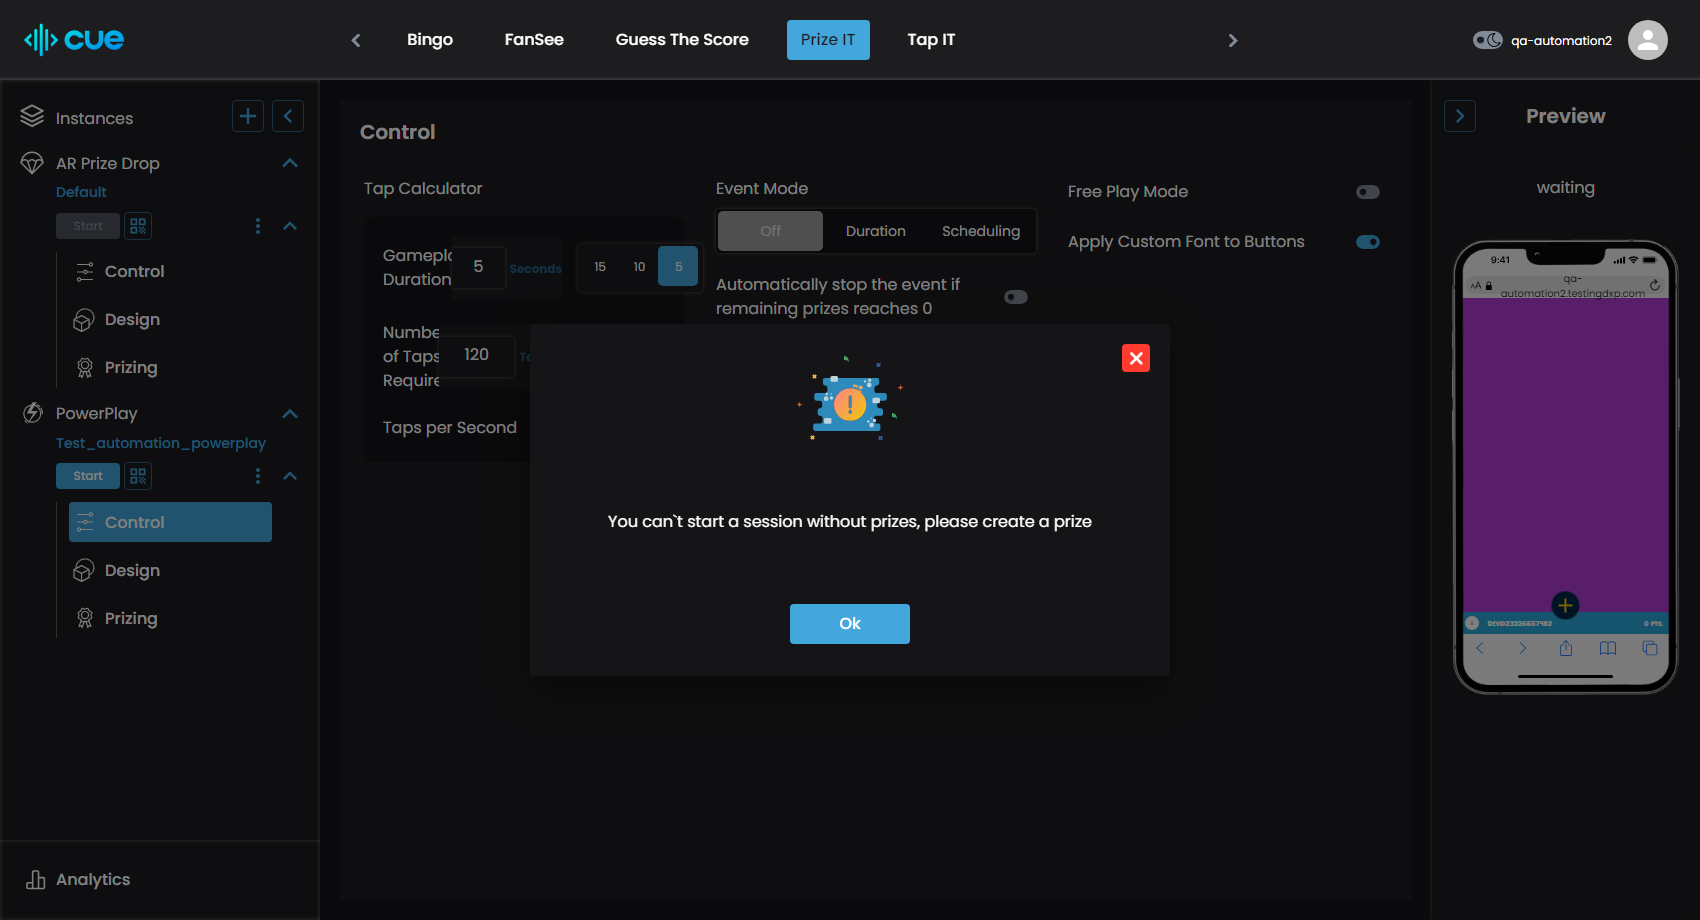 cue
Bingo
FanSee
Guess The Score
Prize IT
Tap IT
qa-automation2
Instances
AR Prize Drop
Default
Start
Control
Design
Prizing
PowerPlay
Test_automation_powerplay
Start
Control
Design
Prizing
Analytics
Control
Tap Calculator
Gamepl
Duration
5
Seconds
15
10
5
Numbe
of Taps
Require
120
Taps per Second
Event Mode
Off
Duration
Scheduling
Automatically stop the event if
remaining prizes reaches 0
Free Play Mode
Apply Custom Font to Buttons
You can`t start a session without prizes, please create a prize
Ok
Preview
waiting
9:41
AA
qa-
automation2.testingdxp.com
0 PTS.